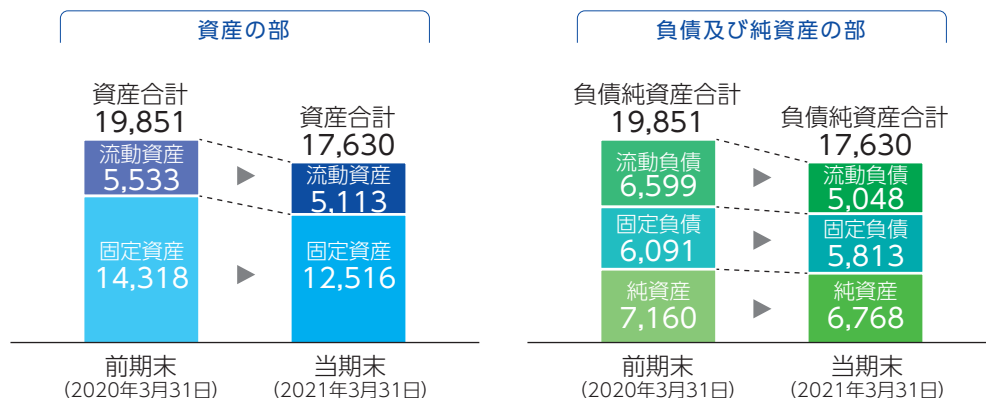 資産の部
資産合計
19,851
流動資産
5,533
固定資産
14,318
前期末
(2020年3月31日)
資産合計
17,630
流動資産
5,113
固定資産
12,516
当期末
(2021年3月31日)
負債及び純資産の部
負債純資産合計
19,851
流動負債
6,599
固定負債
6,091
純資産
7,160
前期末
(2020年3月31日)
負債純資産合計
17,630
流動負債
5,048
固定負債
5,813
純資産
6,768
当期末
(2021年3月31日)